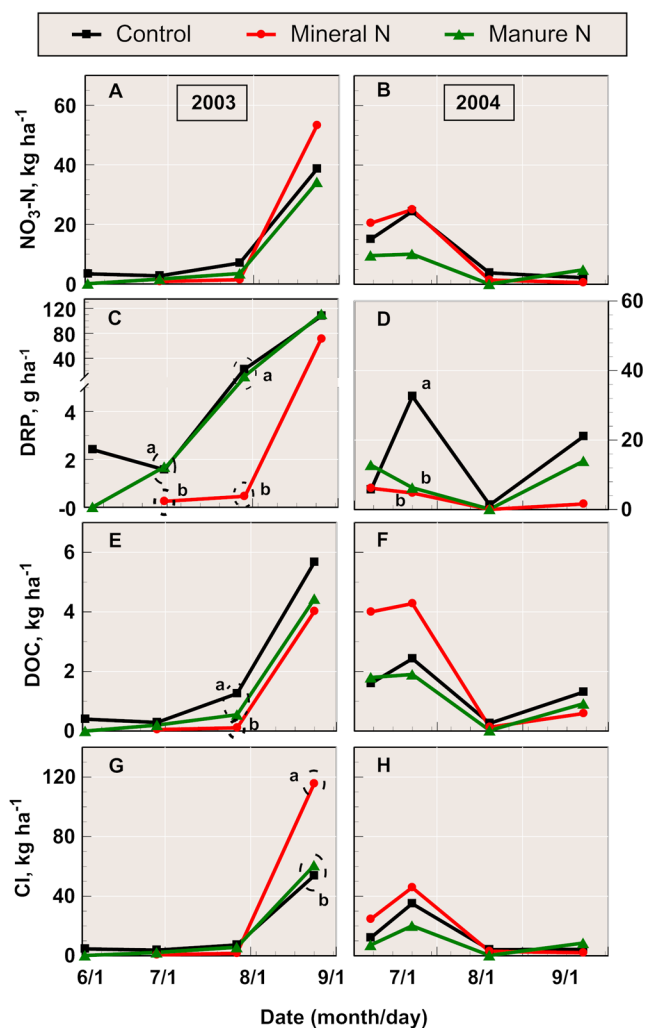 Control Mineral N Manure N
A 2003 B 2004
NO₃-N, kg ha⁻¹
60
40
20
0
C D
DRP, g ha⁻¹
120
80
40
4
2
-0
a
a
b
b
60
40
20
0
a
b
b
E F
DOC, kg ha⁻¹
6
4
2
0
a
b
G H
Cl, kg ha⁻¹
120
80
40
0
a
b
6/1 7/1 8/1 9/1 7/1 8/1 9/1
Date (month/day)